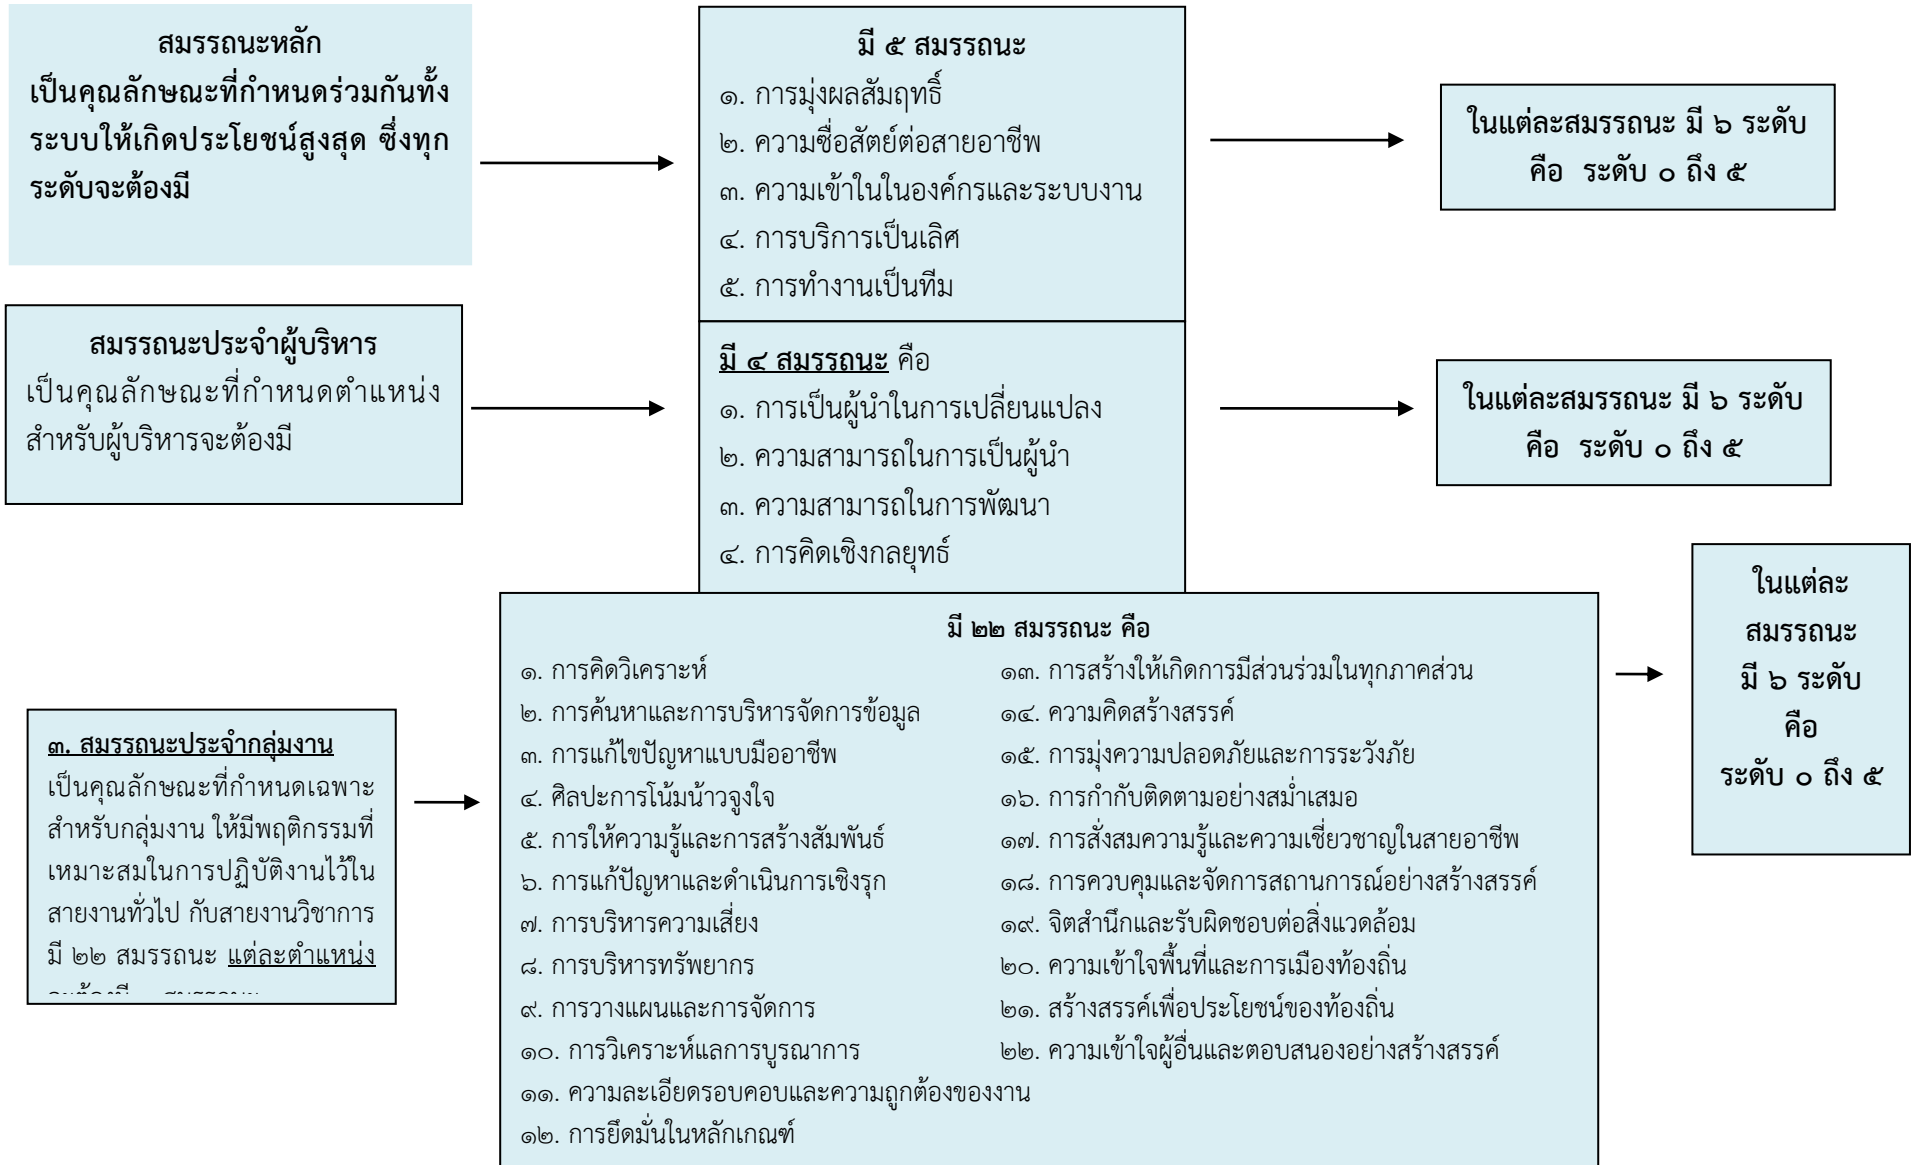 สมรรถนะหลัก
เป็นคุณลักษณะที่กำหนดร่วมกันทั้ง
ระบบให้เกิดประโยชน์สูงสุด ซึ่งทุก
ระดับจะต้องมี
มี ๕ สมรรถนะ
๑. การมุ่งผลสัมฤทธิ์
๒. ความซื่อสัตย์ต่อสายอาชีพ
๓. ความเข้าในในองค์กรและระบบงาน
๔. การบริการเป็นเลิศ
๕. การทำงานเป็นทีม
ในแต่ละสมรรถนะ มี ๖ ระดับ
คือ ระดับ ๐ ถึง ๕
สมรรถนะประจำผู้บริหาร
เป็นคุณลักษณะที่กำหนดตำแหน่ง
สำหรับผู้บริหารจะต้องมี
มี ๔ สมรรถนะ คือ
๑. การเป็นผู้นำในการเปลี่ยนแปลง
๒. ความสามารถในการเป็นผู้นำ
๓. ความสามารถในการพัฒนา
๔. การคิดเชิงกลยุทธ์
ในแต่ละสมรรถนะ มี ๖ ระดับ
คือ ระดับ ๐ ถึง ๕
๓. สมรรถนะประจำกลุ่มงาน
เป็นคุณลักษณะที่กำหนดเฉพาะ
สำหรับกลุ่มงาน ให้มีพฤติกรรมที่
เหมาะสมในการปฏิบัติงานไว้ใน
สายงานทั่วไป กับสายงานวิชาการ
มี ๒๒ สมรรถนะ แต่ละตำแหน่ง
มี ๒๒ สมรรถนะ คือ
๑. การคิดวิเคราะห์
๒. การค้นหาและการบริหารจัดการข้อมูล
๓. การแก้ไขปัญหาแบบมืออาชีพ
๔. ศิลปะการโน้มน้าวจูงใจ
๕. การให้ความรู้และการสร้างสัมพันธ์
๖. การแก้ปัญหาและดำเนินการเชิงรุก
๗. การบริหารความเสี่ยง
๘. การบริหารทรัพยากร
๙. การวางแผนและการจัดการ
๑๐. การวิเคราะห์แลการบูรณาการ
๑๑. ความละเอียดรอบคอบและความถูกต้องของงาน
๑๒. การยึดมั่นในหลักเกณฑ์
๑๓. การสร้างให้เกิดการมีส่วนร่วมในทุกภาคส่วน
๑๔. ความคิดสร้างสรรค์
๑๕. การมุ่งความปลอดภัยและการระวังภัย
๑๖. การกำกับติดตามอย่างสม่ำเสมอ
๑๗. การสั่งสมความรู้และความเชี่ยวชาญในสายอาชีพ
๑๘. การควบคุมและจัดการสถานการณ์อย่างสร้างสรรค์
๑๙. จิตสำนึกและรับผิดชอบต่อสิ่งแวดล้อม
๒๐. ความเข้าใจพื้นที่และการเมืองท้องถิ่น
๒๑. สร้างสรรค์เพื่อประโยชน์ของท้องถิ่น
๒๒. ความเข้าใจผู้อื่นและตอบสนองอย่างสร้างสรรค์
ในแต่ละ
สมรรถนะ
มี ๖ ระดับ
คือ
ระดับ ๐ ถึง ๕